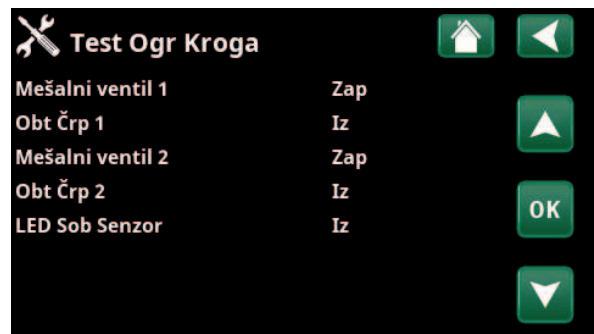 Test Ogr Kroga
Mešalni ventil 1 Zap
Obt Črp 1 Iz
Mešalni ventil 2 Zap
Obt Črp 2 Iz
LED Sob Senzor Iz
OK